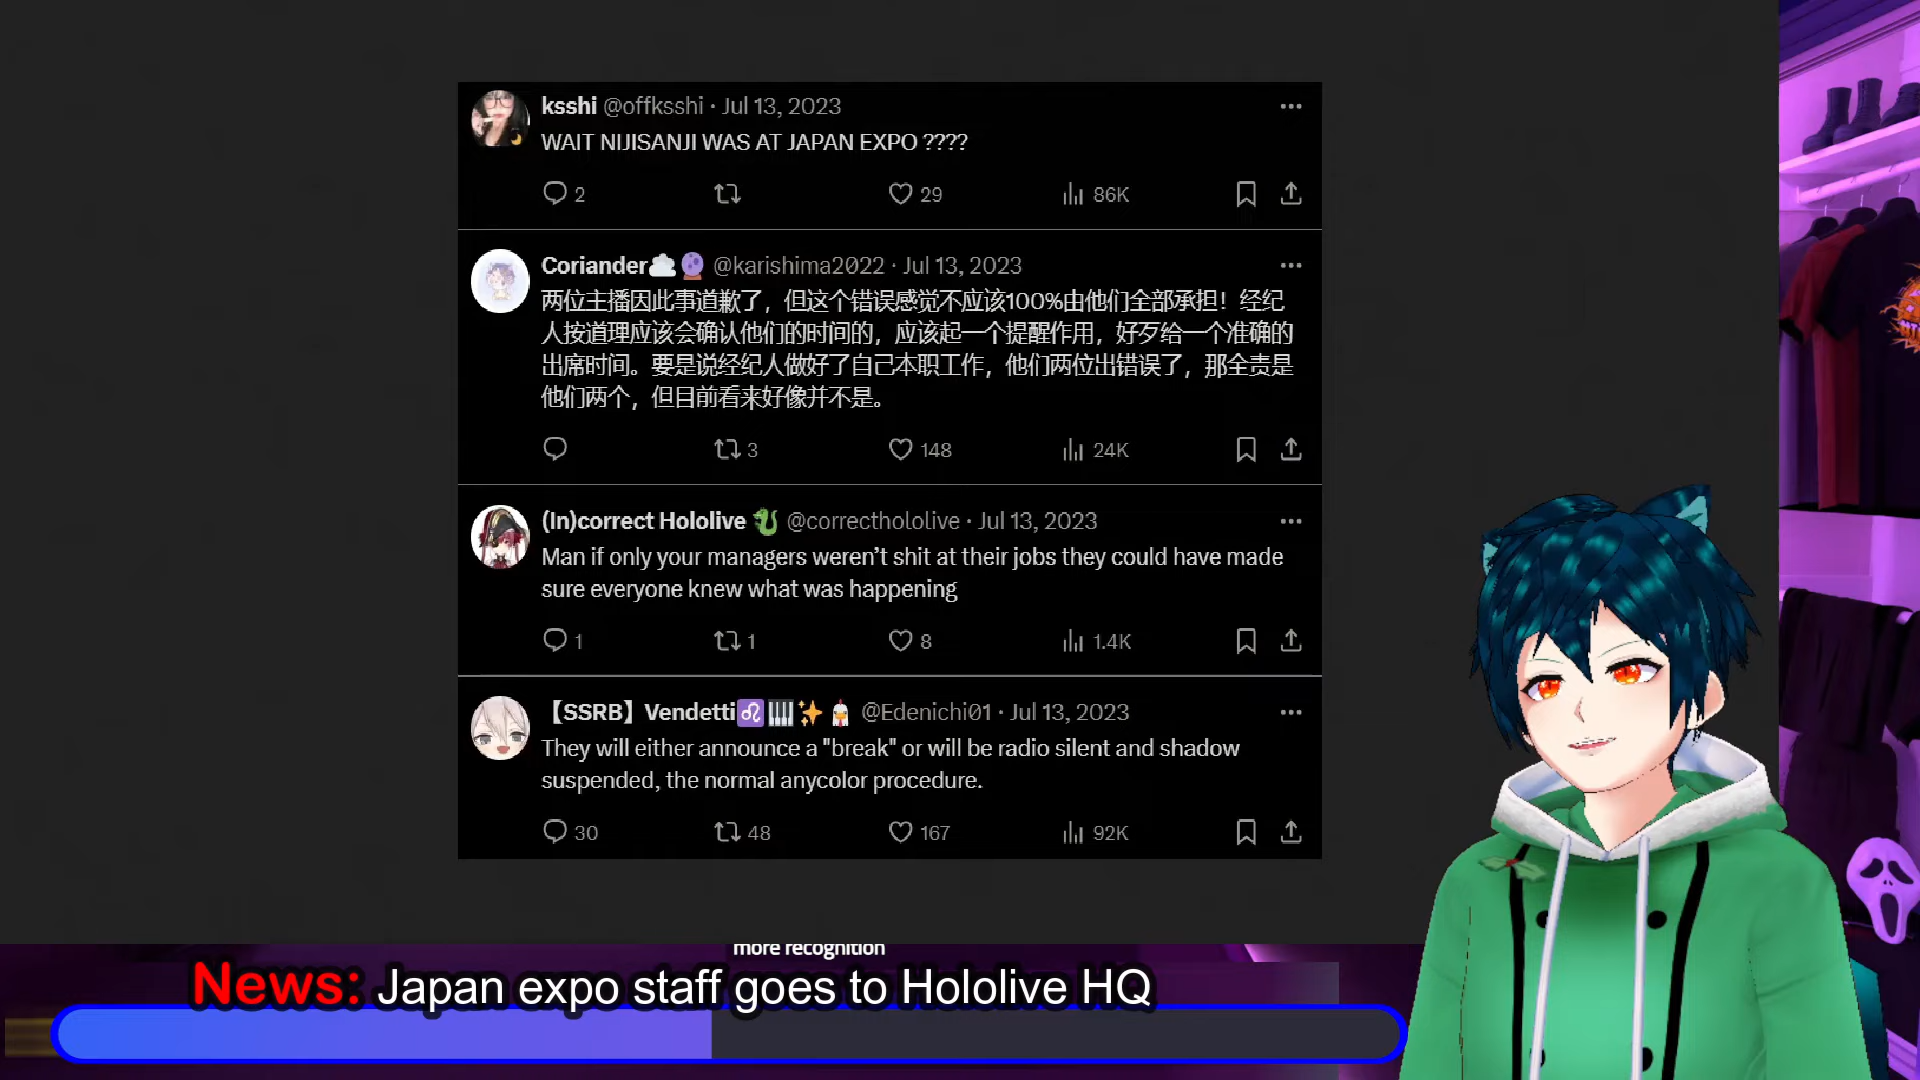 ksshi @offksshi · Jul 13, 2023
WAIT NIJISANJI WAS AT JAPAN EXPO ????
2 29 86K
Coriander☁️🔮 @karishima2022 · Jul 13, 2023
两位主播因此事道歉了，但这个错误感觉不应该100%由他们全部承担！经纪
人按道理应该会确认他们的时间的，应该起一个提醒作用，好歹给一个准确的
出席时间。要是说经纪人做好了自己本职工作，他们两位出错误了，那全责是
他们两个，但目前看来好像并不是。
3 148 24K
(In)correct Hololive 🐉 @correcthololive · Jul 13, 2023
Man if only your managers weren’t shit at their jobs they could have made
sure everyone knew what was happening
1 1 8 1.4K
【SSRB】Vendetti♌🎹✨🐔 @Edenichi01 · Jul 13, 2023
They will either announce a "break" or will be radio silent and shadow
suspended, the normal anycolor procedure.
30 48 167 92K
more recognition
News: Japan expo staff goes to Hololive HQ